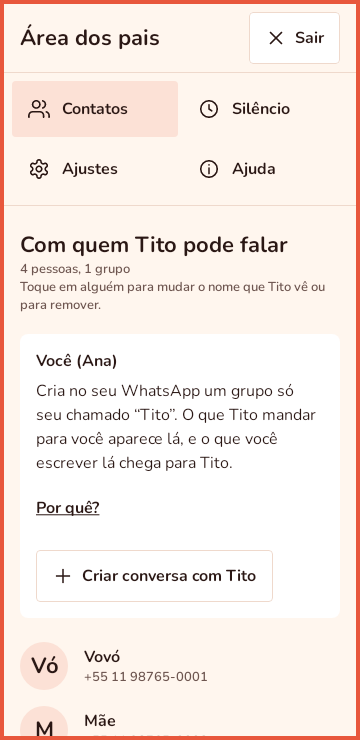 Área dos pais
Sair
Contatos
Silêncio
Ajustes
Ajuda
Com quem Tito pode falar
4 pessoas, 1 grupo
Toque em alguém para mudar o nome que Tito vê ou
para remover.
Você (Ana)
Cria no seu WhatsApp um grupo só
seu chamado “Tito”. O que Tito mandar
para você aparece lá, e o que você
escrever lá chega para Tito.
Por quê?
Criar conversa com Tito
Vó
Vovó
+55 11 98765-0001
M
Mãe